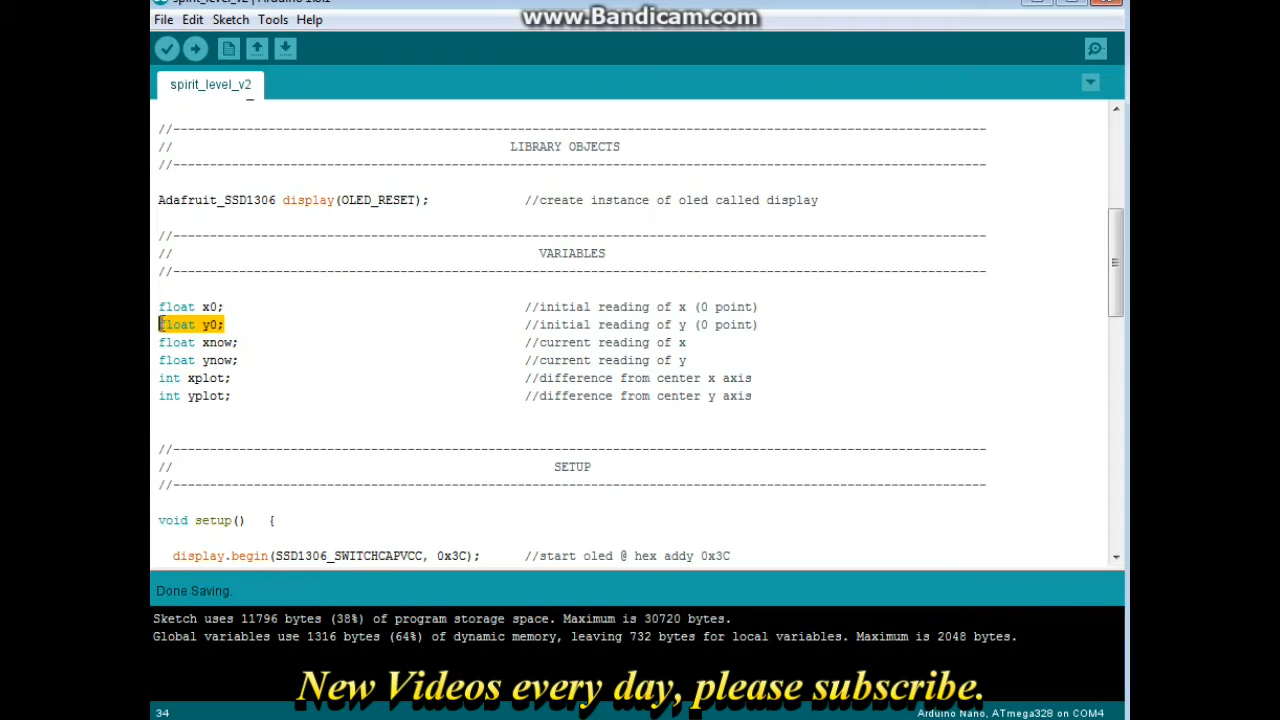 spirit_level_v2 | Arduino 1.8.1
www.Bandicam.com
File Edit Sketch Tools Help
spirit_level_v2
//---------------------------------------------------------------------------------------------------------------
// LIBRARY OBJECTS
//---------------------------------------------------------------------------------------------------------------
Adafruit_SSD1306 display(OLED_RESET); //create instance of oled called display
//---------------------------------------------------------------------------------------------------------------
// VARIABLES
//---------------------------------------------------------------------------------------------------------------
float x0; //initial reading of x (0 point)
float y0; //initial reading of y (0 point)
float xnow; //current reading of x
float ynow; //current reading of y
int xplot; //difference from center x axis
int yplot; //difference from center y axis
//---------------------------------------------------------------------------------------------------------------
// SETUP
//---------------------------------------------------------------------------------------------------------------
void setup() {
display.begin(SSD1306_SWITCHCAPVCC, 0x3C); //start oled @ hex addy 0x3C
Done Saving.
Sketch uses 11796 bytes (38%) of program storage space. Maximum is 30720 bytes.
Global variables use 1316 bytes (64%) of dynamic memory, leaving 732 bytes for local variables. Maximum is 2048 bytes.
New Videos every day, please subscribe.
34 Arduino Nano, ATmega328 on COM4